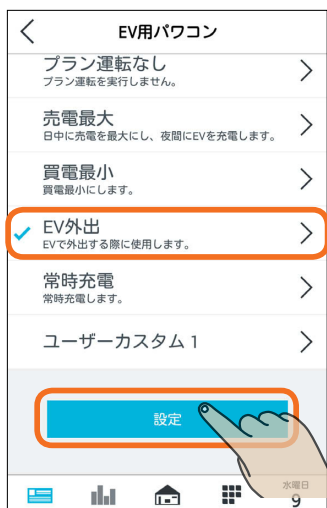 EV用パワコン
プラン運転なし
プラン運転を実行しません。
売電最大
日中に売電を最大にし、夜間にEVを充電します。
買電最小
買電最小にします。
EV外出
EVで外出する際に使用します。
常時充電
常時充電します。
ユーザーカスタム 1
設定
水曜日
9